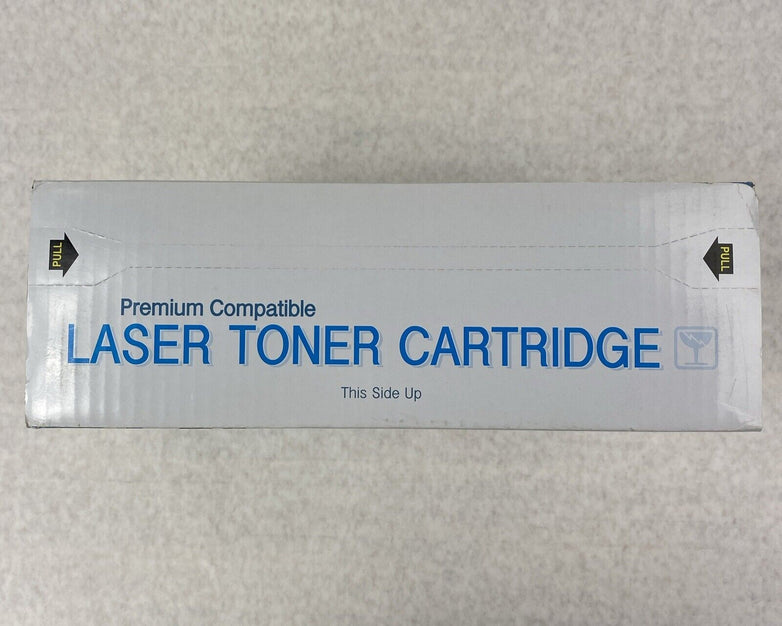 PULL
PULL
Premium Compatible
LASER TONER CARTRIDGE
This Side Up